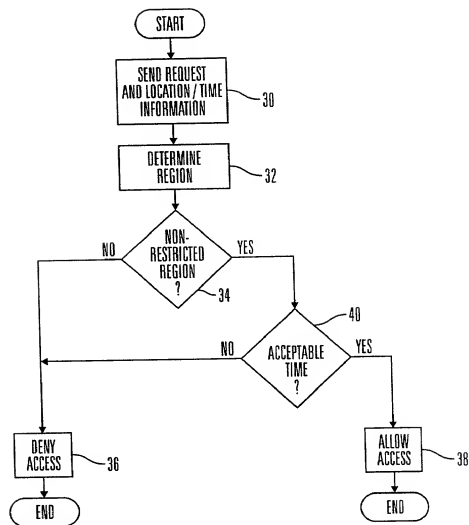 START
SEND REQUEST
AND LOCATION / TIME
INFORMATION
30
DETERMINE
REGION
32
NON-
RESTRICTED
REGION
?
NO
YES
34
40
ACCEPTABLE
TIME
?
NO
YES
DENY
ACCESS
36
ALLOW
ACCESS
38
END
END